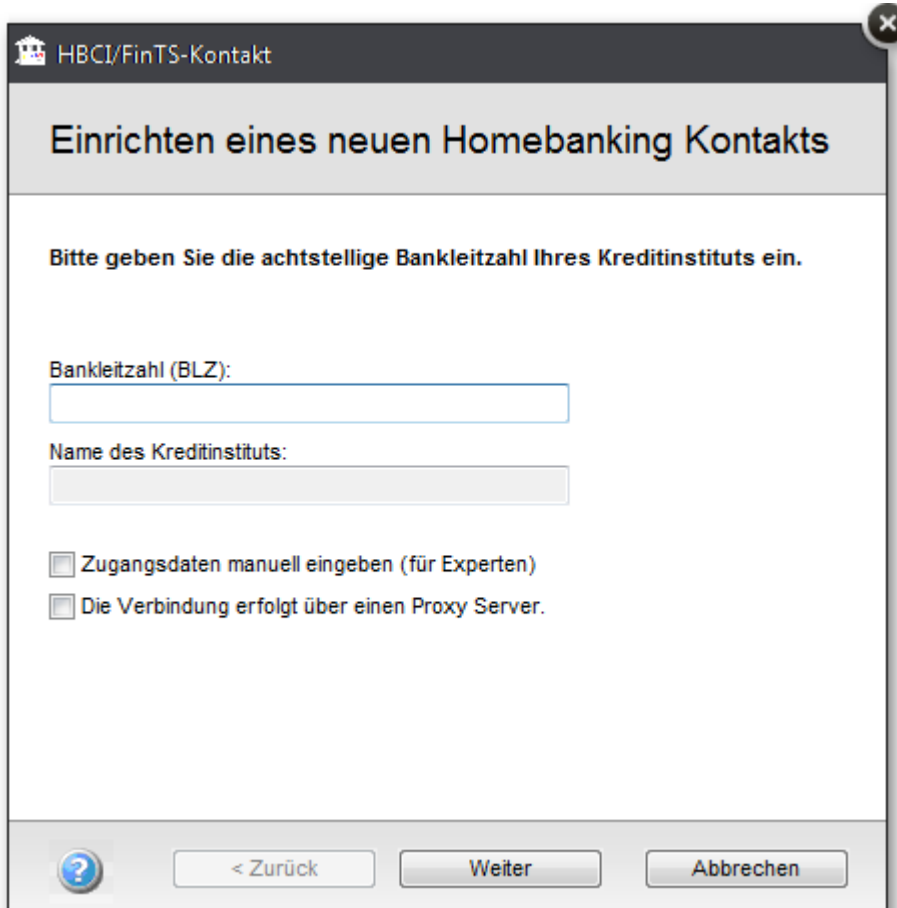 HBCI/FinTS-Kontakt
Einrichten eines neuen Homebanking Kontakts
Bitte geben Sie die achtstellige Bankleitzahl Ihres Kreditinstituts ein.
Bankleitzahl (BLZ):
Name des Kreditinstituts:
Zugangsdaten manuell eingeben (für Experten)
Die Verbindung erfolgt über einen Proxy Server.
? < Zurück Weiter Abbrechen